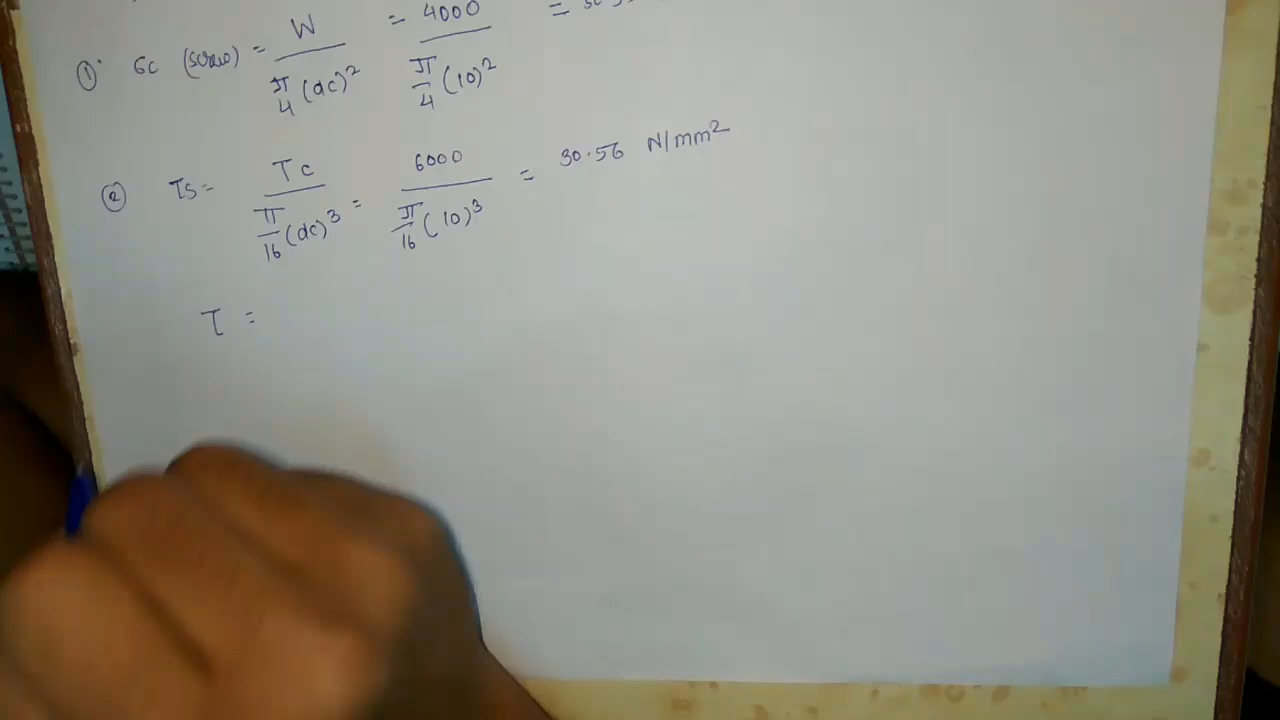 ① σc (screw) = W / π/4 (dc)² = 4000 / π/4 (10)² =
② τs = Tc / π/16 (dc)³ = 6000 / π/16 (10)³ = 30.56 N/mm²
τ =